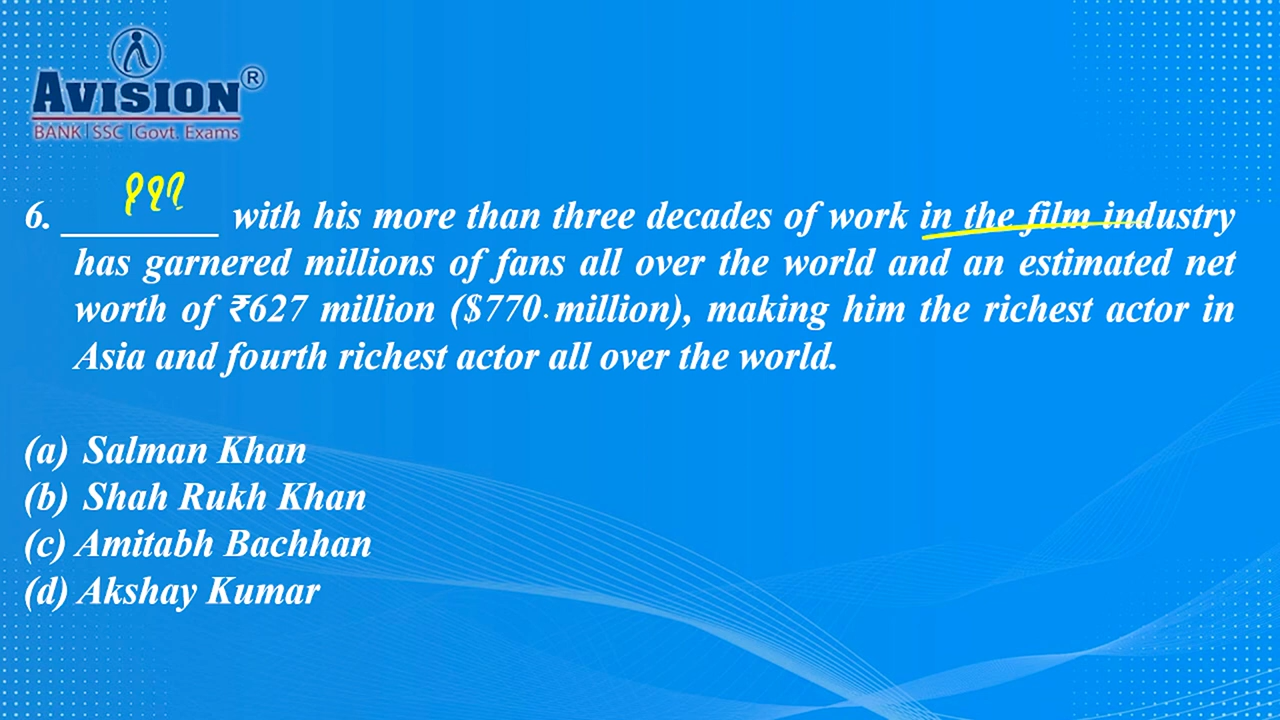 AVISION®
BANK|SSC|Govt. Exams
???
6. ________ with his more than three decades of work in the film industry
has garnered millions of fans all over the world and an estimated net
worth of ₹627 million ($770 million), making him the richest actor in
Asia and fourth richest actor all over the world.
(a) Salman Khan
(b) Shah Rukh Khan
(c) Amitabh Bachhan
(d) Akshay Kumar